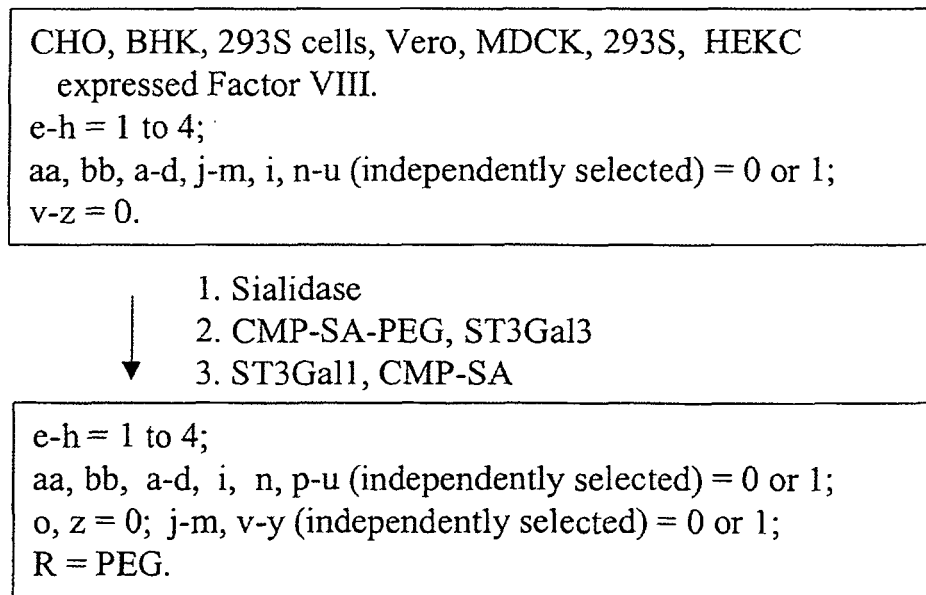 CHO, BHK, 293S cells, Vero, MDCK, 293S, HEKC
expressed Factor VIII.
e-h = 1 to 4;
aa, bb, a-d, j-m, i, n-u (independently selected) = 0 or 1;
v-z = 0.
1. Sialidase
2. CMP-SA-PEG, ST3Gal3
3. ST3Gal1, CMP-SA
e-h = 1 to 4;
aa, bb, a-d, i, n, p-u (independently selected) = 0 or 1;
o, z = 0; j-m, v-y (independently selected) = 0 or 1;
R = PEG.